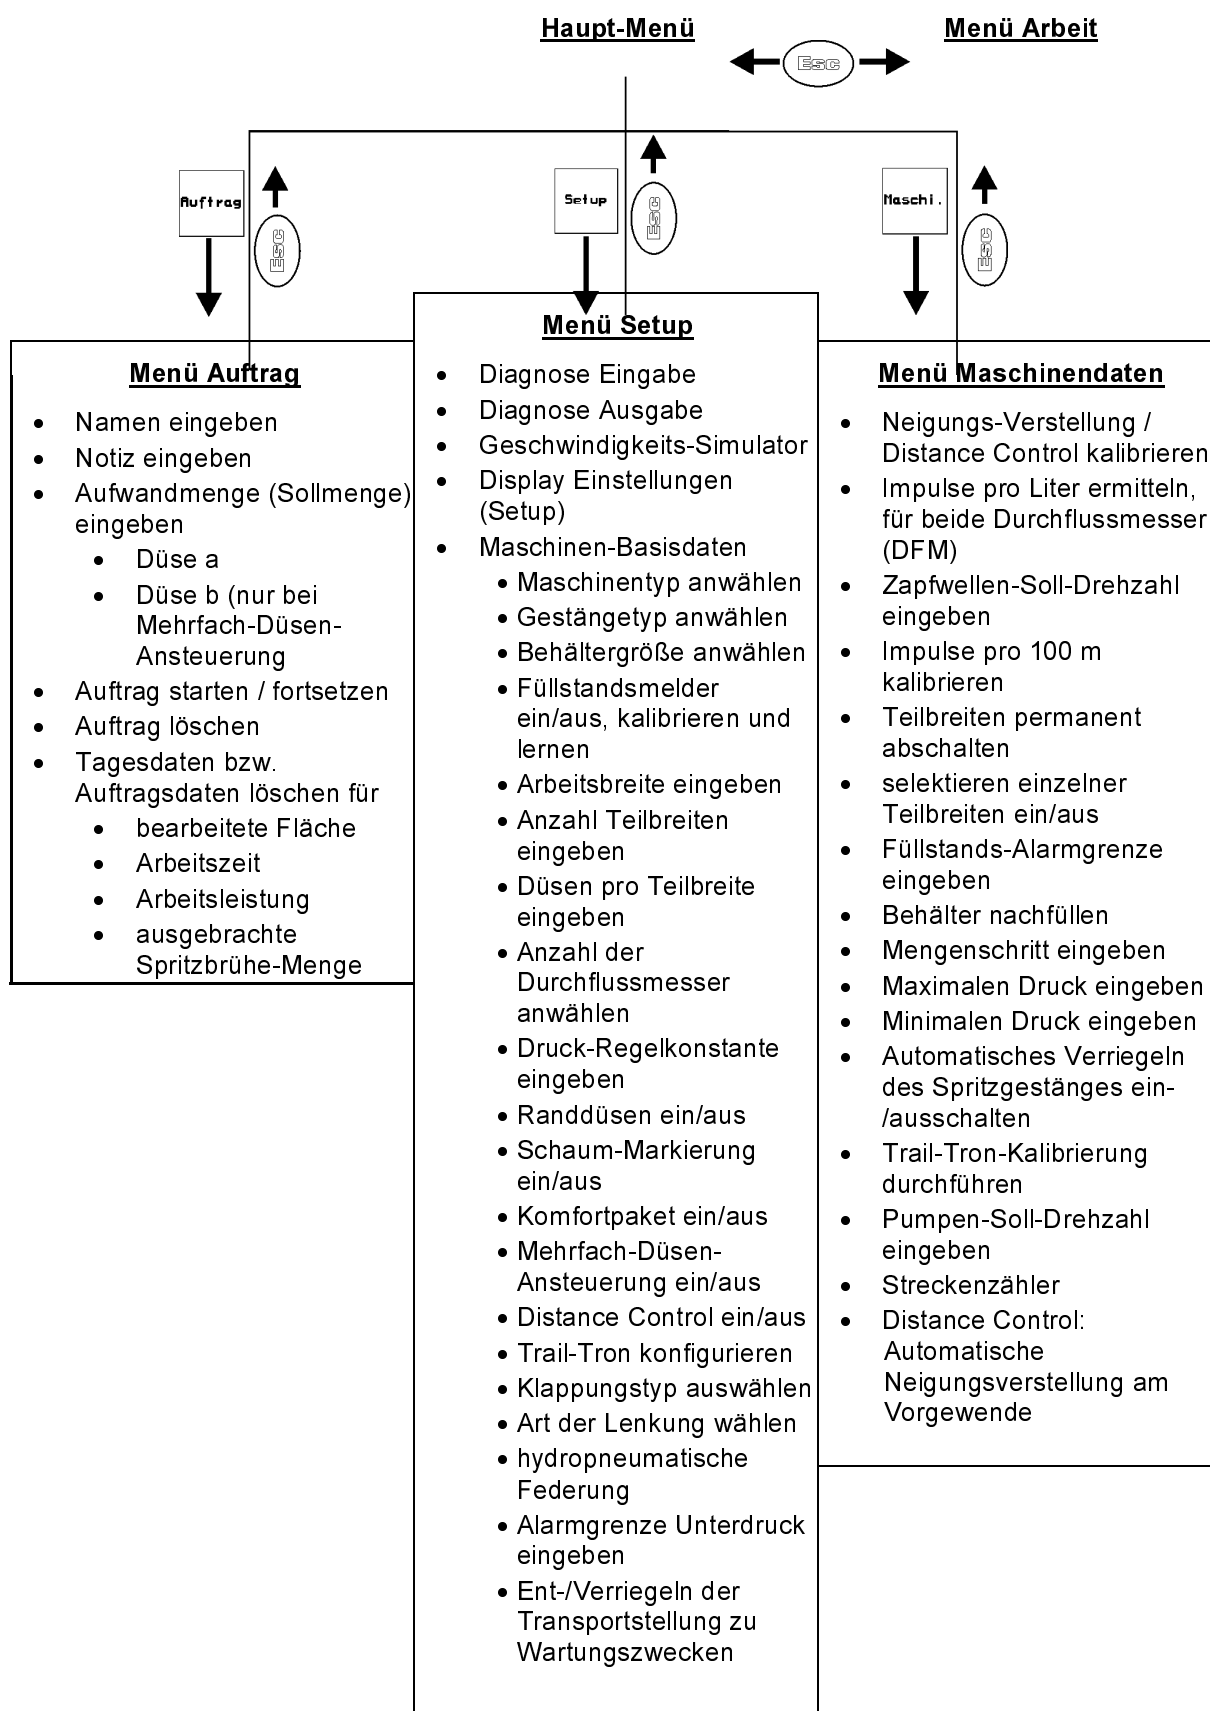 Haupt-Menü
Menü Arbeit
Esc
Auftrag
Esc
Setup
Esc
Maschi.
Esc
Menü Auftrag
• Namen eingeben
• Notiz eingeben
• Aufwandmenge (Sollmenge)
eingeben
• Düse a
• Düse b (nur bei
Mehrfach-Düsen-
Ansteuerung
• Auftrag starten / fortsetzen
• Auftrag löschen
• Tagesdaten bzw.
Auftragsdaten löschen für
• bearbeitete Fläche
• Arbeitszeit
• Arbeitsleistung
• ausgebrachte
Spritzbrühe-Menge
Menü Setup
• Diagnose Eingabe
• Diagnose Ausgabe
• Geschwindigkeits-Simulator
• Display Einstellungen
(Setup)
• Maschinen-Basisdaten
• Maschinentyp anwählen
• Gestängetyp anwählen
• Behältergröße anwählen
• Füllstandsmelder
ein/aus, kalibrieren und
lernen
• Arbeitsbreite eingeben
• Anzahl Teilbreiten
eingeben
• Düsen pro Teilbreite
eingeben
• Anzahl der
Durchflussmesser
anwählen
• Druck-Regelkonstante
eingeben
• Randdüsen ein/aus
• Schaum-Markierung
ein/aus
• Komfortpaket ein/aus
• Mehrfach-Düsen-
Ansteuerung ein/aus
• Distance Control ein/aus
• Trail-Tron konfigurieren
• Klappungstyp auswählen
• Art der Lenkung wählen
• hydropneumatische
Federung
• Alarmgrenze Unterdruck
eingeben
• Ent-/Verriegeln der
Transportstellung zu
Wartungszwecken
Menü Maschinendaten
• Neigungs-Verstellung /
Distance Control kalibrieren
• Impulse pro Liter ermitteln,
für beide Durchflussmesser
(DFM)
• Zapfwellen-Soll-Drehzahl
eingeben
• Impulse pro 100 m
kalibrieren
• Teilbreiten permanent
abschalten
• selektieren einzelner
Teilbreiten ein/aus
• Füllstands-Alarmgrenze
eingeben
• Behälter nachfüllen
• Mengenschritt eingeben
• Maximalen Druck eingeben
• Minimalen Druck eingeben
• Automatisches Verriegeln
des Spritzgestänges ein-
/ausschalten
• Trail-Tron-Kalibrierung
durchführen
• Pumpen-Soll-Drehzahl
eingeben
• Streckenzähler
• Distance Control:
Automatische
Neigungsverstellung am
Vorgewende